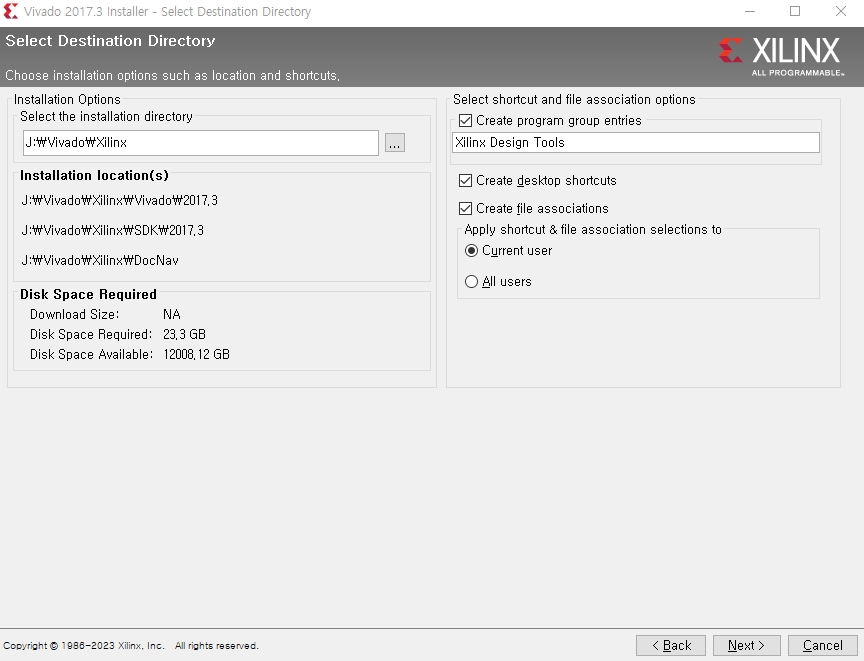 Vivado 2017.3 Installer - Select Destination Directory
Select Destination Directory
Choose installation options such as location and shortcuts.
XILINX
ALL PROGRAMMABLE™
Installation Options
Select the installation directory
J:₩Vivado₩Xilinx
...
Installation location(s)
J:₩Vivado₩Xilinx₩Vivado₩2017.3
J:₩Vivado₩Xilinx₩SDK₩2017.3
J:₩Vivado₩Xilinx₩DocNav
Disk Space Required
Download Size: NA
Disk Space Required: 23.3 GB
Disk Space Available: 12008.12 GB
Select shortcut and file association options
Create program group entries
Xilinx Design Tools
Create desktop shortcuts
Create file associations
Apply shortcut & file association selections to
Current user
All users
Copyright © 1986-2023 Xilinx, Inc. All rights reserved.
< Back
Next >
Cancel